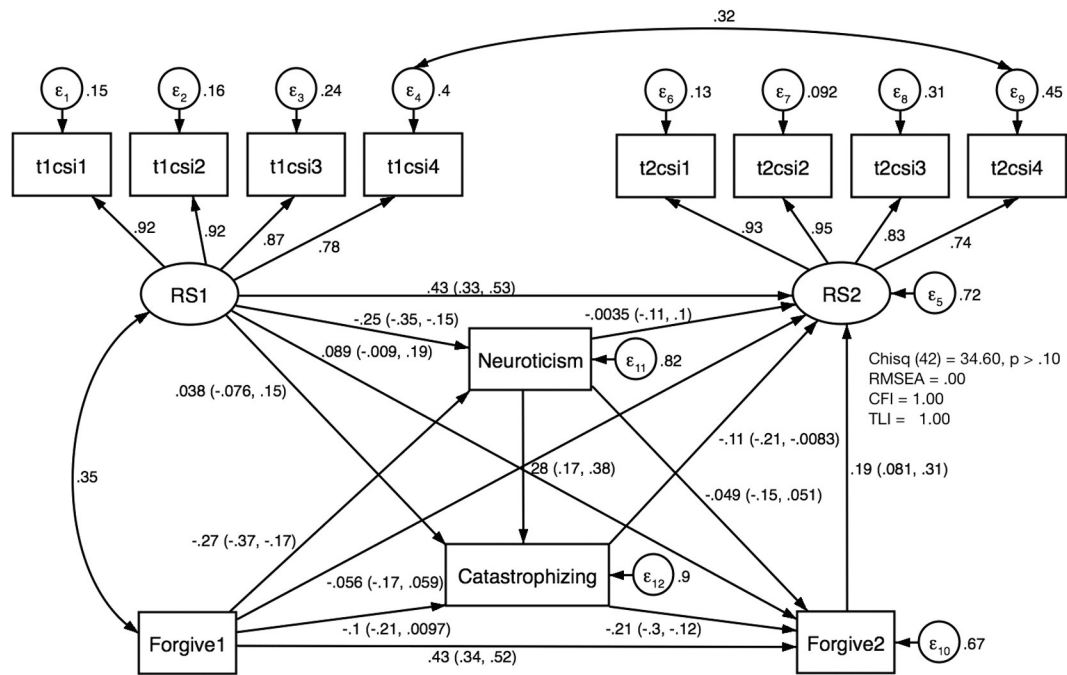 .32
ε1 .15
ε2 .16
ε3 .24
ε4 .4
ε6 .13
ε7 .092
ε8 .31
ε9 .45
t1csi1
t1csi2
t1csi3
t1csi4
t2csi1
t2csi2
t2csi3
t2csi4
.92
.92
.87
.78
.93
.95
.83
.74
RS1
.43 (.33, .53)
RS2
ε5 .72
-.25 (-.35, -.15)
-.0035 (-.11, .1)
.089 (-.009, .19)
Neuroticism
ε11 .82
Chisq (42) = 34.60, p > .10
RMSEA = .00
CFI = 1.00
TLI = 1.00
.038 (-.076, .15)
-.11 (-.21, -.0083)
.35
.28 (.17, .38)
.19 (.081, .31)
-.049 (-.15, .051)
-.27 (-.37, -.17)
-.056 (-.17, .059)
Catastrophizing
ε12 .9
-.1 (-.21, .0097)
-.21 (-.3, -.12)
Forgive1
.43 (.34, .52)
Forgive2
ε10 .67